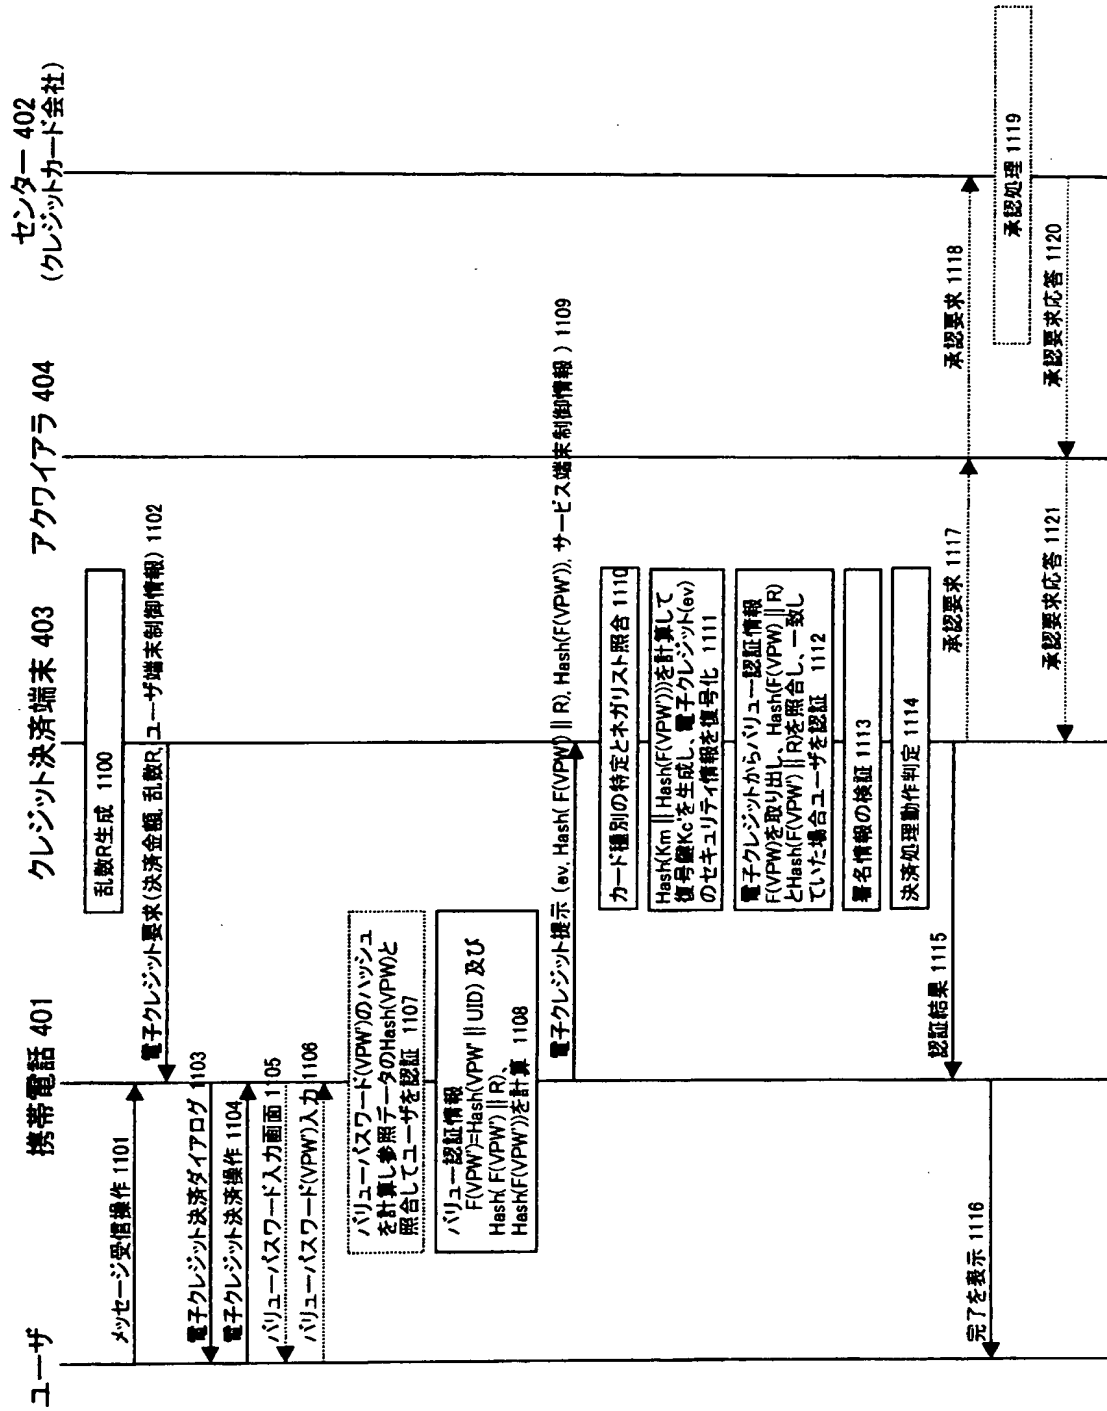 ユーザ
携帯電話 401
クレジット決済端末 403
アクワイアラ 404
センター 402
(クレジットカード会社)
乱数R生成 1100
メッセージ受信操作 1101
電子クレジット要求(決済金額, 乱数R, ユーザ端末制御情報) 1102
電子クレジット決済ダイアログ 1103
電子クレジット決済操作 1104
バリューパスワード入力画面 1105
バリューパスワード(VPW')入力 1106
バリューパスワード(VPW')のハッシュ
を計算し参照データのHash(VPW)と
照合してユーザを認証 1107
バリュー認証情報
F(VPW')=Hash(VPW' || UID) 及び
Hash( F(VPW') || R)、
Hash(F(VPW'))を計算 1108
電子クレジット提示 (ev, Hash( F(VPW') || R), Hash(F(VPW')), サービス端末制御情報 ) 1109
カード種別の特定とネガリスト照合 1110
Hash(Km || Hash(F(VPW')))を計算して
復号鍵Kc'を生成し、電子クレジット(ev)
のセキュリティ情報を復号化 1111
電子クレジットからバリュー認証情報
F(VPW)を取り出し、Hash(F(VPW) || R)
とHash(F(VPW') || R)を照合し、一致し
ていた場合ユーザを認証 1112
署名情報の検証 1113
決済処理動作判定 1114
認証結果 1115
完了を表示 1116
承認要求 1117
承認要求 1118
承認処理 1119
承認要求応答 1120
承認要求応答 1121